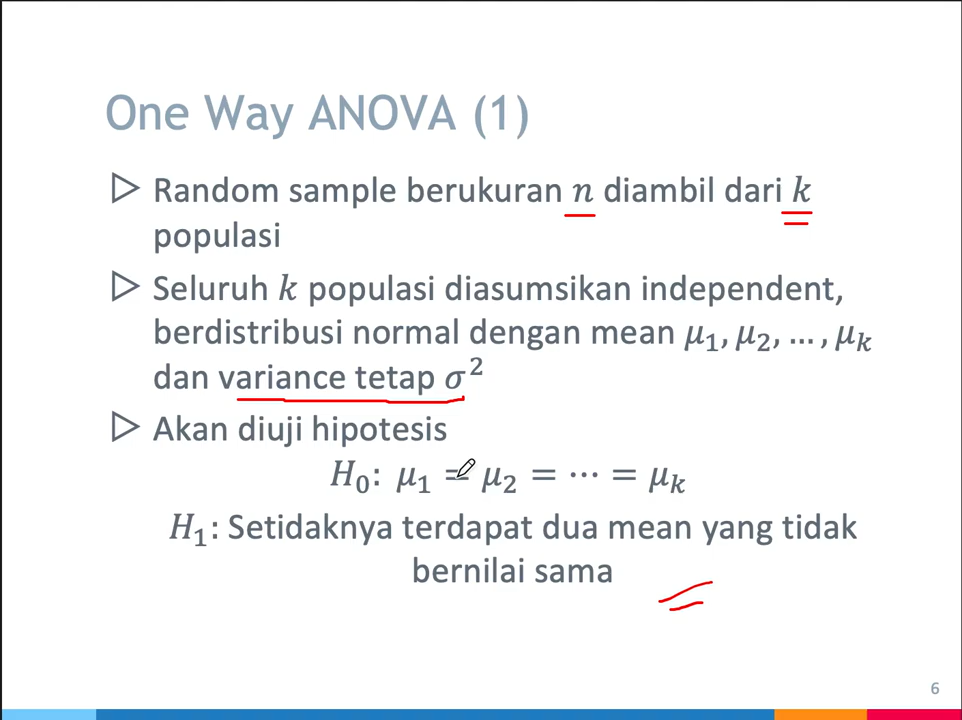 One Way ANOVA (1)
Random sample berukuran n diambil dari k
populasi
Seluruh k populasi diasumsikan independent,
berdistribusi normal dengan mean μ₁, μ₂, … , μₖ
dan variance tetap σ²
Akan diuji hipotesis
H₀: μ₁ = μ₂ = ⋯ = μₖ
H₁: Setidaknya terdapat dua mean yang tidak
bernilai sama
6